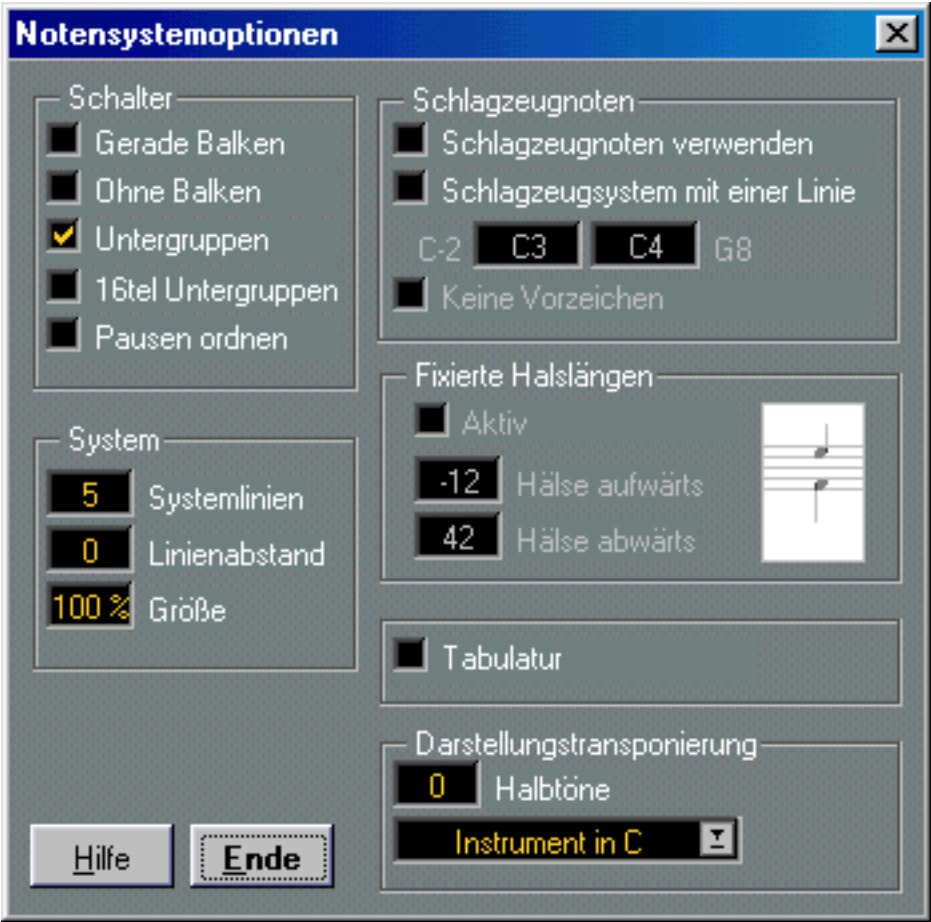 Notensystemoptionen
Schalter
Gerade Balken
Ohne Balken
Untergruppen
16tel Untergruppen
Pausen ordnen
System
5 Systemlinien
0 Linienabstand
100 % Größe
Schlagzeugnoten
Schlagzeugnoten verwenden
Schlagzeugsystem mit einer Linie
C-2 C3 C4 G8
Keine Vorzeichen
Fixierte Halslängen
Aktiv
-12 Hälse aufwärts
42 Hälse abwärts
Tabulatur
Darstellungstransponierung
0 Halbtöne
Instrument in C
Hilfe
Ende